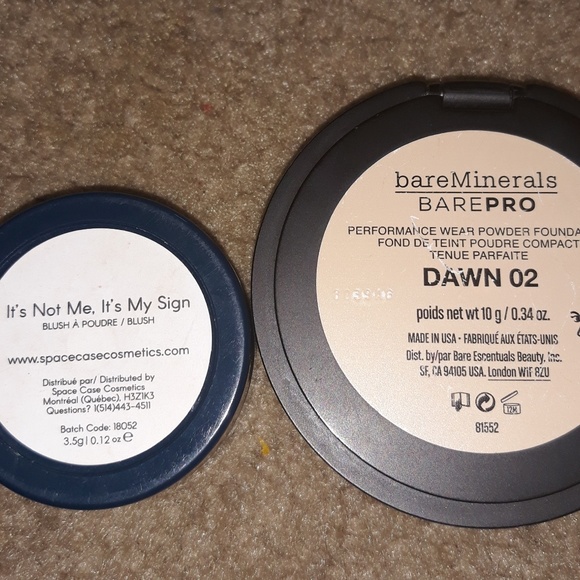 It's Not Me, It's My Sign
BLUSH À POUDRE / BLUSH
www.spacecasecosmetics.com
Distribué par/ Distributed by
Space Case Cosmetics
Montréal (Québec), H3Z1K3
Questions? 1(514)443-4511
Batch Code: 18052
3.5g | 0.12 oz e
bareMinerals
BAREPRO
PERFORMANCE WEAR POWDER FOUNDA
FOND DE TEINT POUDRE COMPACT
TENUE PARFAITE
DAWN 02
poids net wt 10 g / 0.34 oz.
MADE IN USA • FABRIQUÉ AUX ÉTATS-UNIS
Dist. by/par Bare Escentuals Beauty, Inc.
SF, CA 94105 USA. London W1F 8ZU
12M
81552